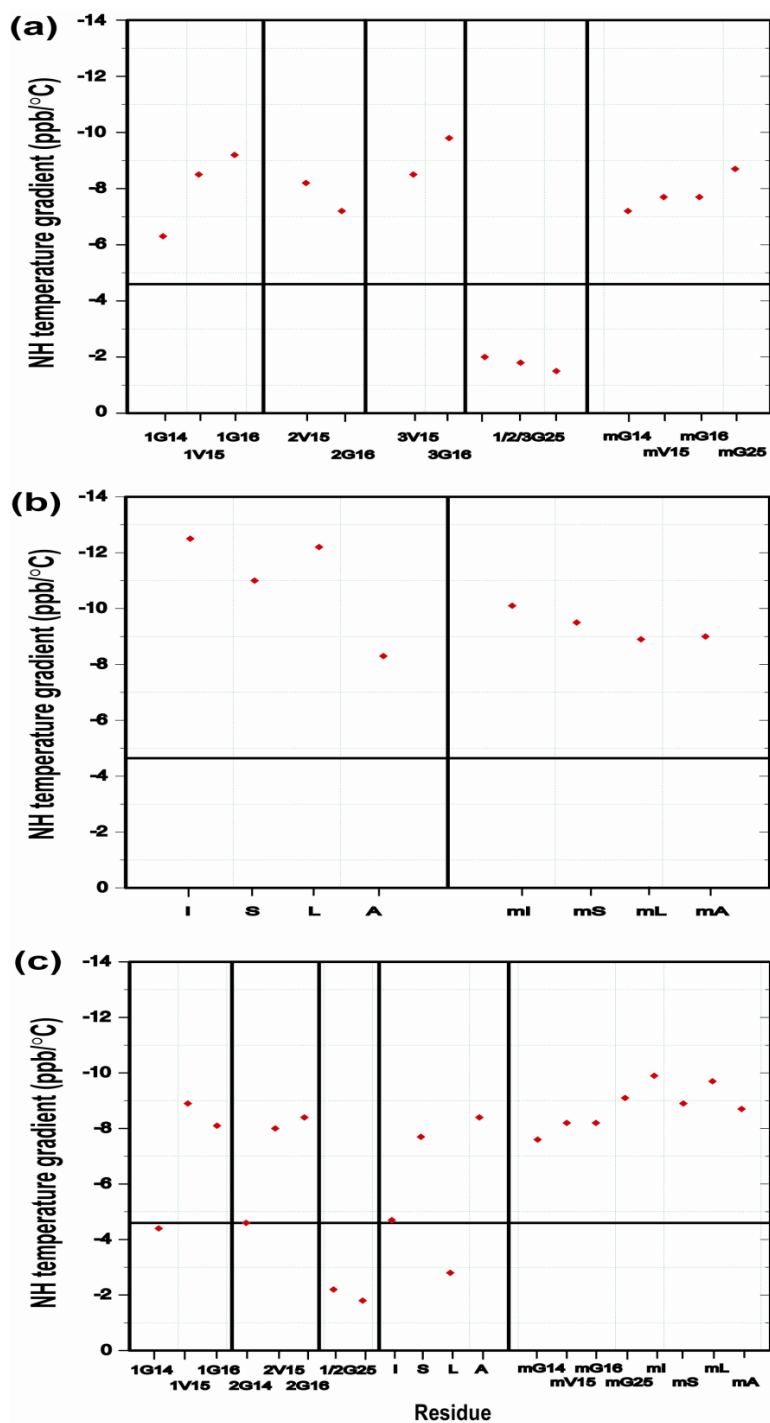 (a)
NH temperature gradient (ppb/°C)
-14
-12
-10
-8
-6
-4
-2
0
1G14 1G16 2V15 3V15 1/2/3G25 mG14 mG16
1V15 2G16 3G16 mV15 mG25
(b)
NH temperature gradient (ppb/°C)
-14
-12
-10
-8
-6
-4
-2
0
I S L A mI mS mL mA
(c)
NH temperature gradient (ppb/°C)
-14
-12
-10
-8
-6
-4
-2
0
1G14 1G16 2V15 1/2G25 I S L A mG14 mG16 mI mL
1V15 2G14 2G16 mV15 mG25 mS mA
Residue